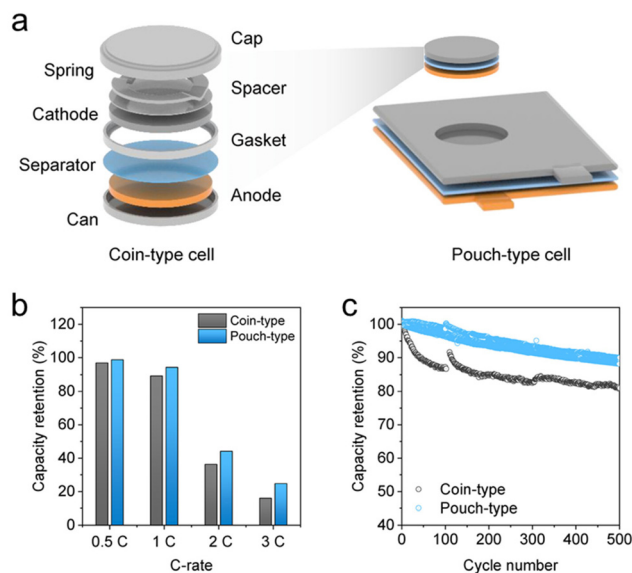 a
Cap
Spring
Spacer
Cathode
Gasket
Separator
Anode
Can
Coin-type cell
Pouch-type cell
b
120
100
80
60
40
20
0
Capacity retention (%)
Coin-type
Pouch-type
0.5 C
1 C
2 C
3 C
C-rate
c
100
90
80
70
60
50
40
Capacity retention (%)
Coin-type
Pouch-type
0
100
200
300
400
500
Cycle number